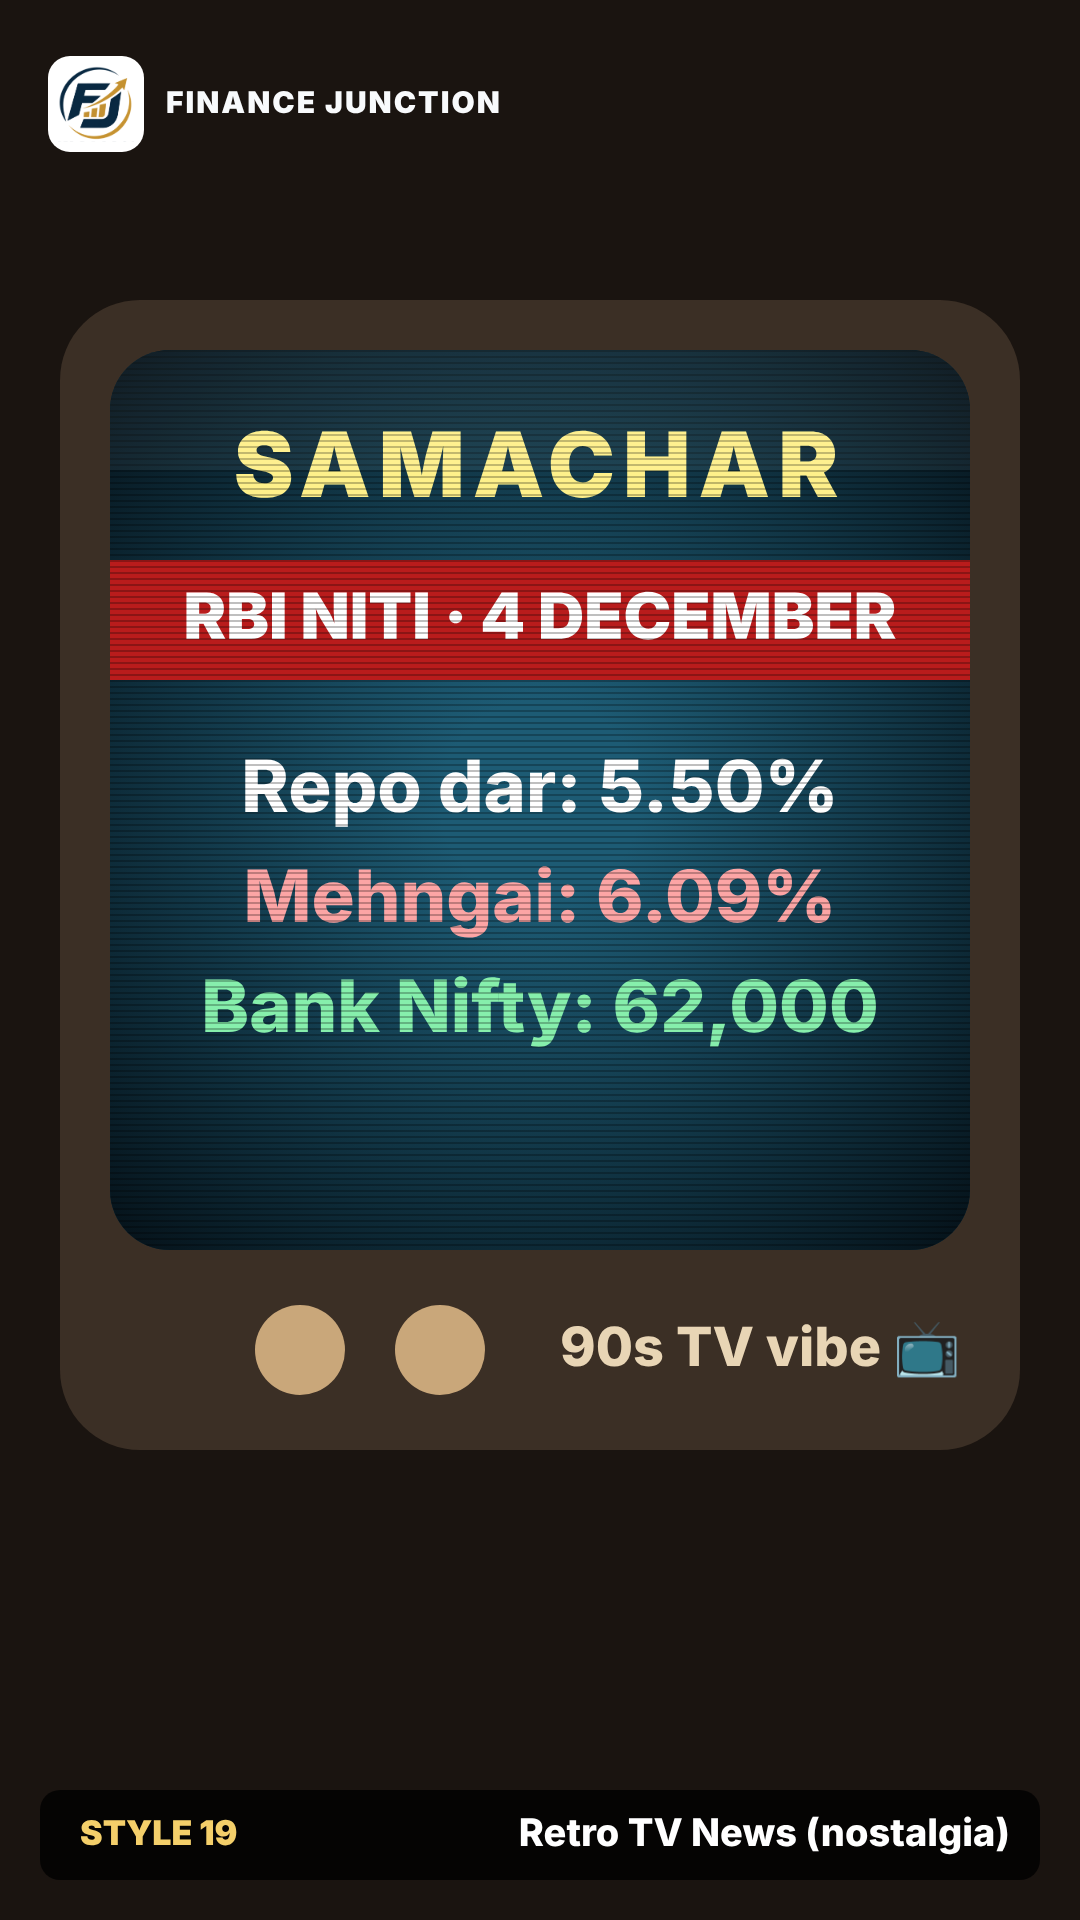 FJ
FINANCE JUNCTION
SAMACHAR
RBI NITI · 4 DECEMBER
Repo dar: 5.50%
Mehngai: 6.09%
Bank Nifty: 62,000
90s TV vibe 📺
STYLE 19
Retro TV News (nostalgia)